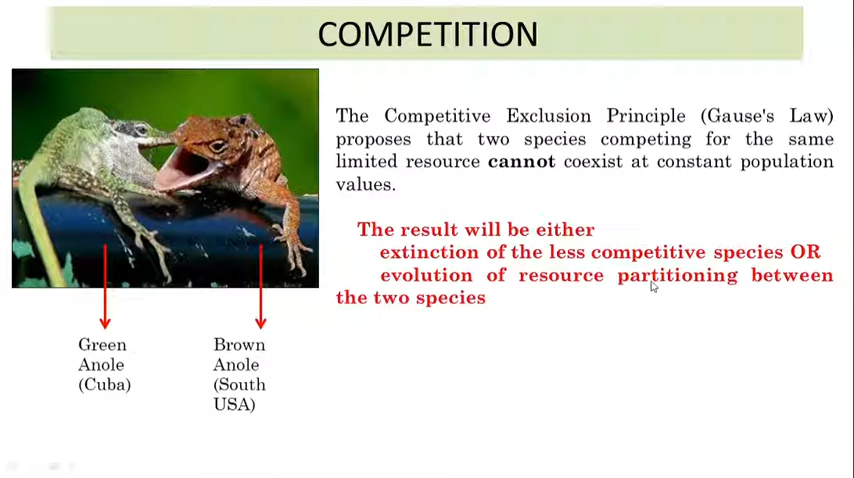 COMPETITION
The Competitive Exclusion Principle (Gause's Law)
proposes that two species competing for the same
limited resource cannot coexist at constant population
values.
The result will be either
extinction of the less competitive species OR
evolution of resource partitioning between
the two species
Green
Anole
(Cuba)
Brown
Anole
(South
USA)